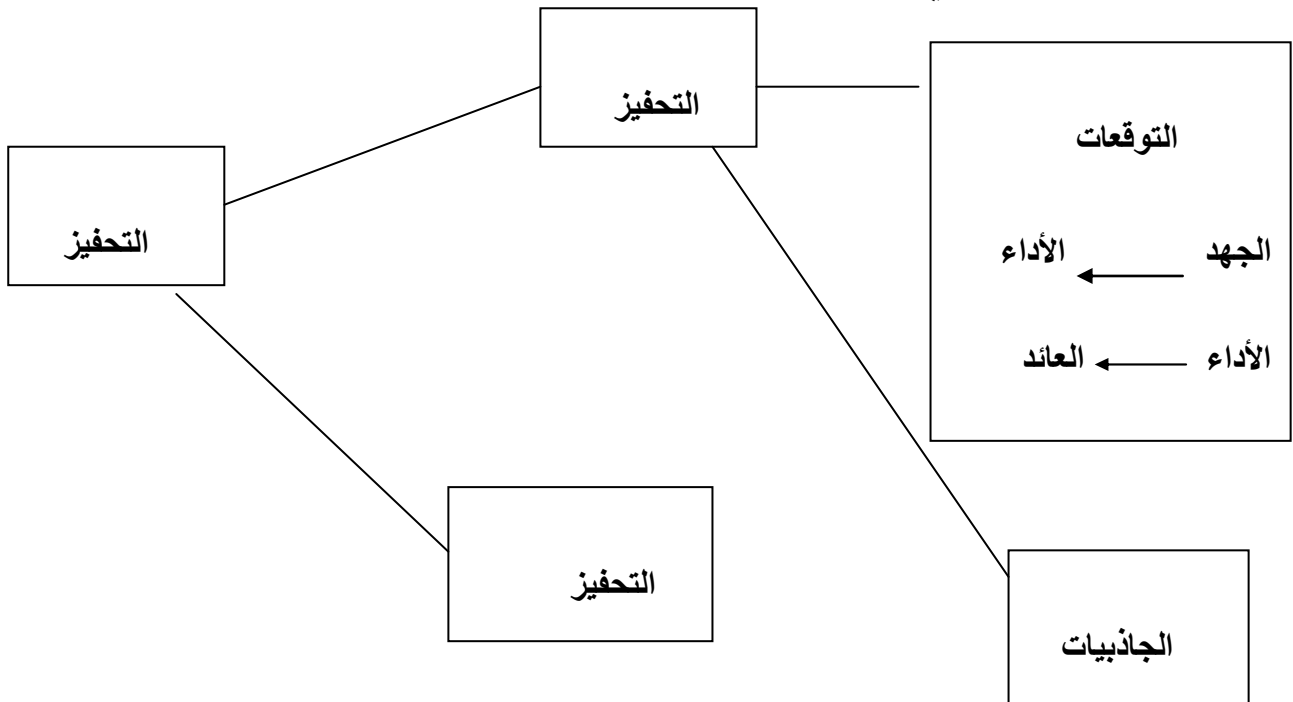 التحفيز
التوقعات
التحفيز
الجهد
الأداء
الأداء
العائد
التحفيز
الجاذبيات